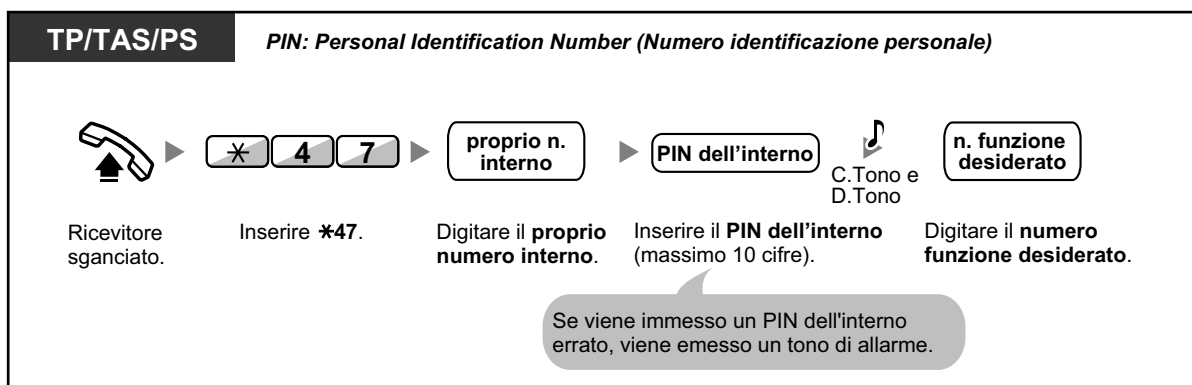 TP/TAS/PS
PIN: Personal Identification Number (Numero identificazione personale)
* 4 7
proprio n.
interno
PIN dell'interno
C.Tono e
D.Tono
n. funzione
desiderato
Ricevitore
sganciato.
Inserire *47.
Digitare il proprio
numero interno.
Inserire il PIN dell'interno
(massimo 10 cifre).
Digitare il numero
funzione desiderato.
Se viene immesso un PIN dell'interno
errato, viene emesso un tono di allarme.